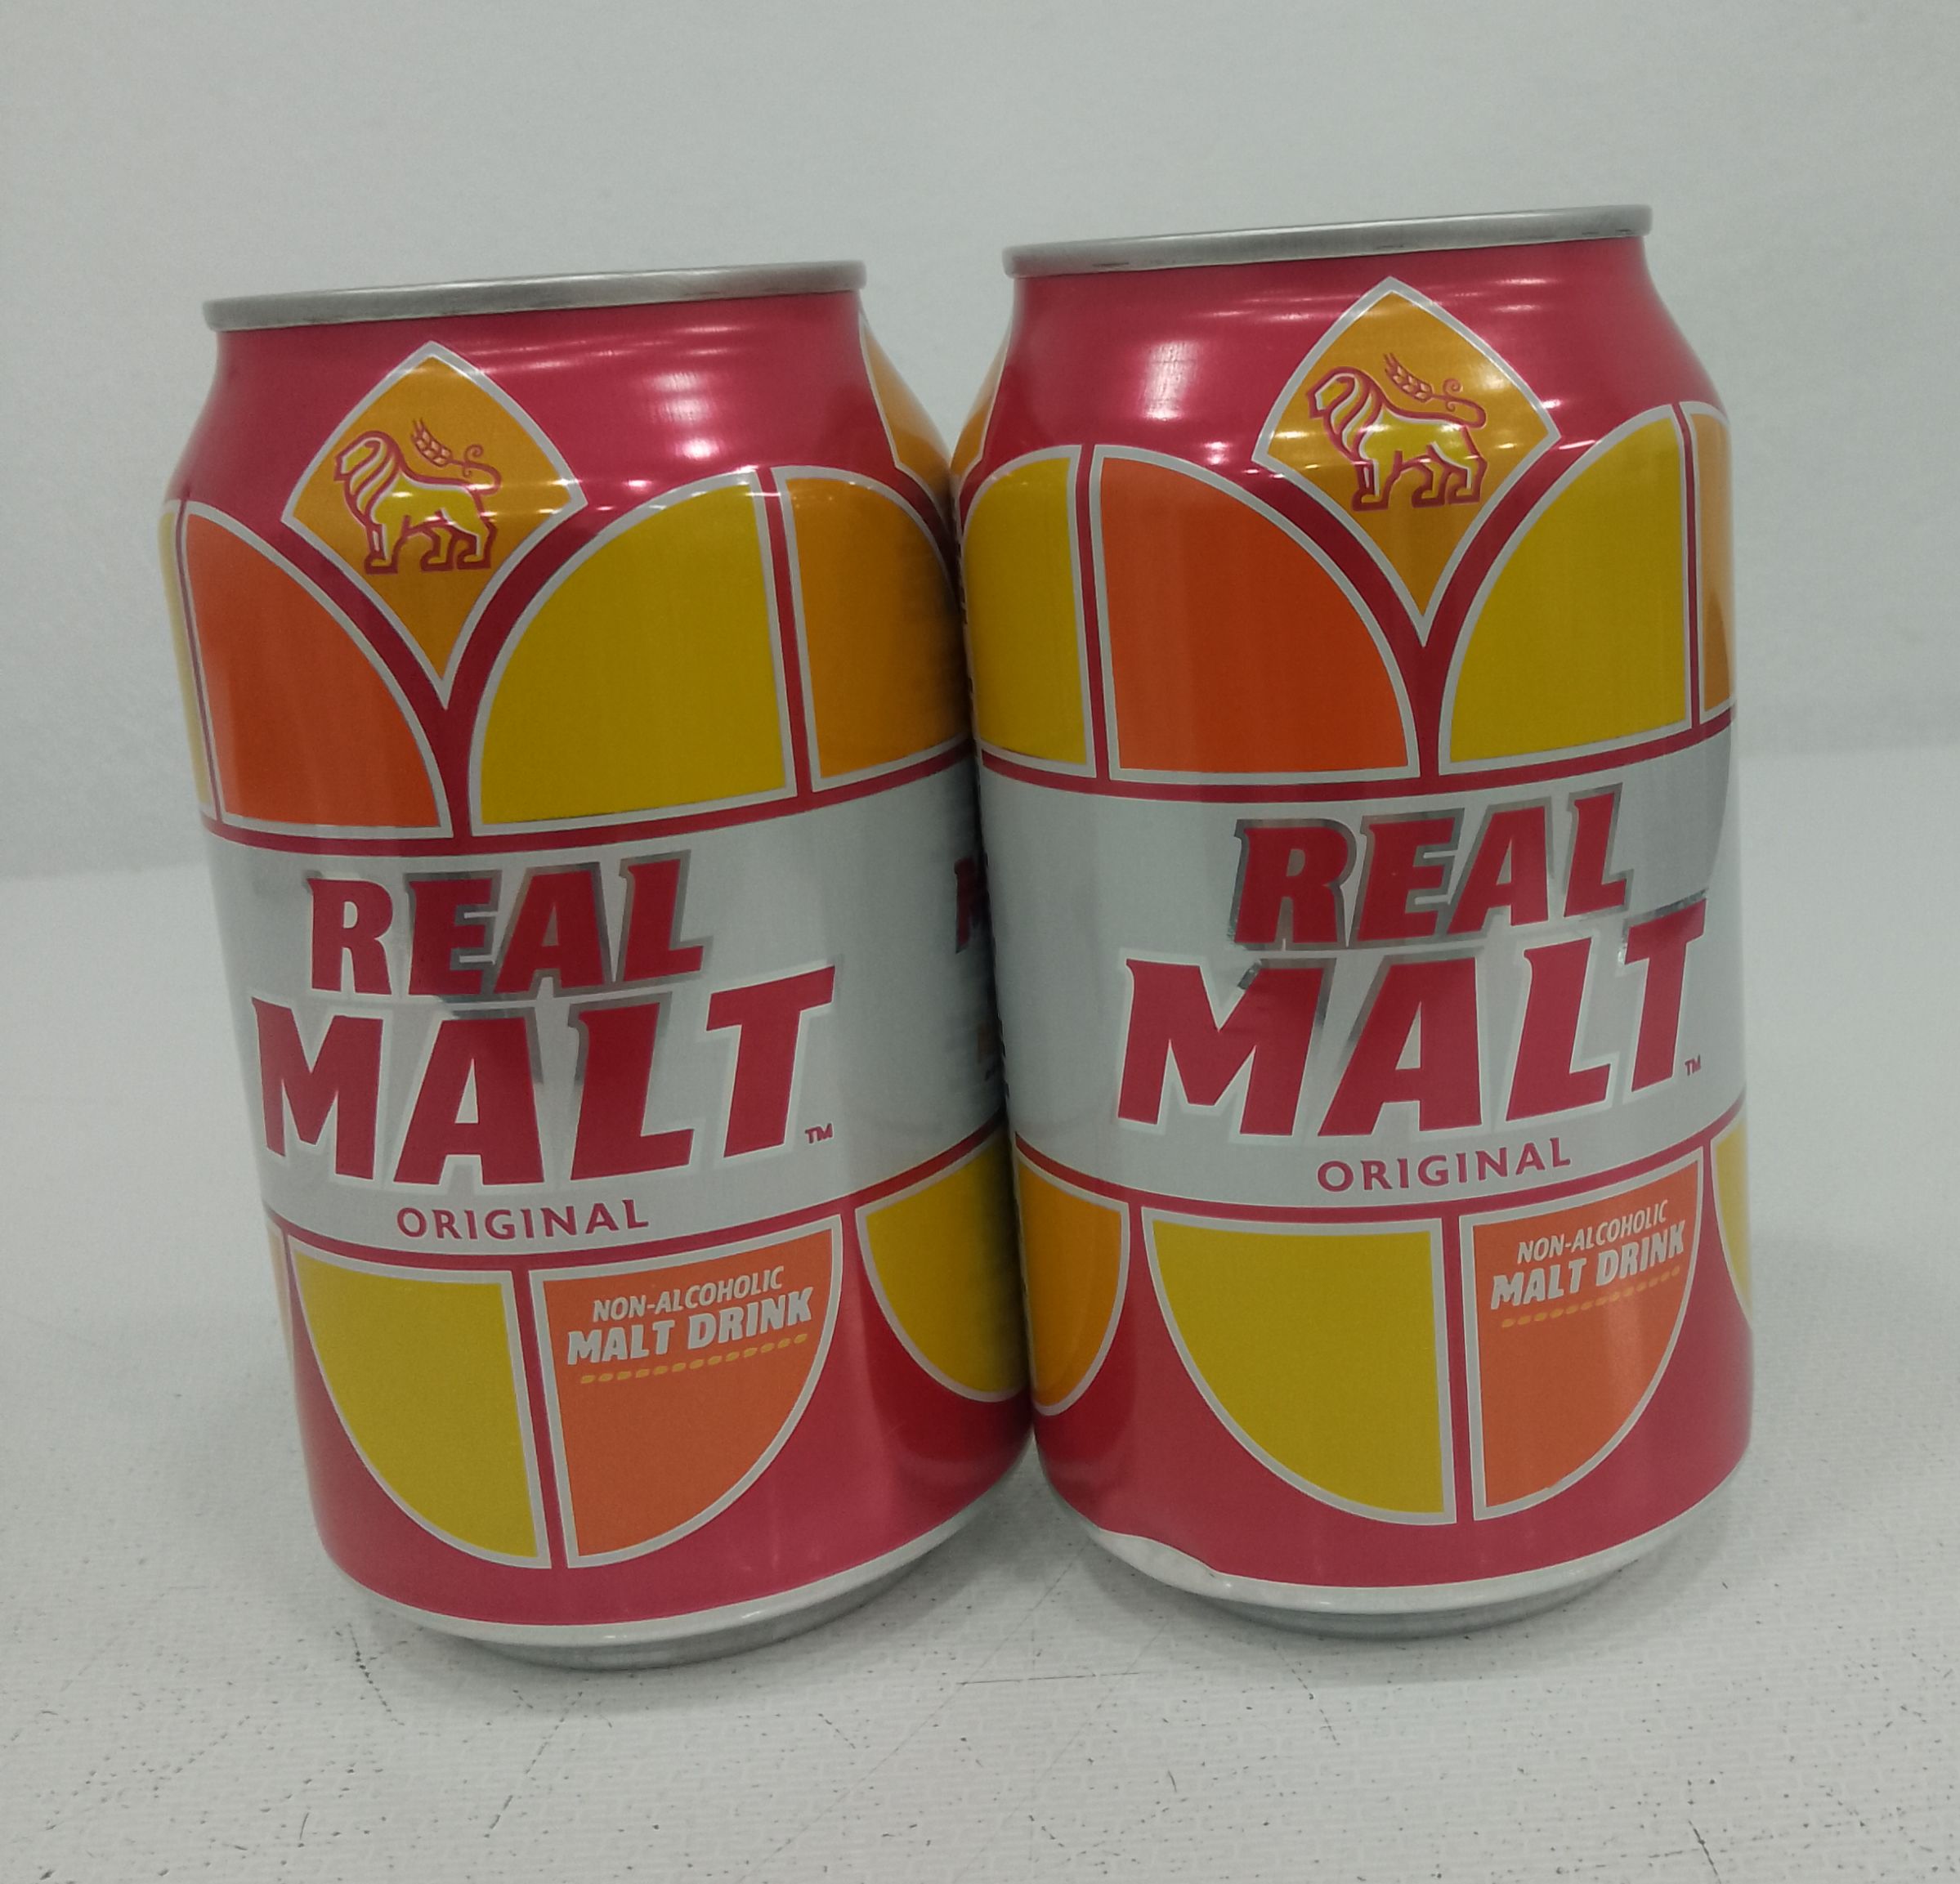 REAL
MALT™
ORIGINAL
NON-ALCOHOLIC
MALT DRINK
REAL
MALT™
ORIGINAL
NON-ALCOHOLIC
MALT DRINK